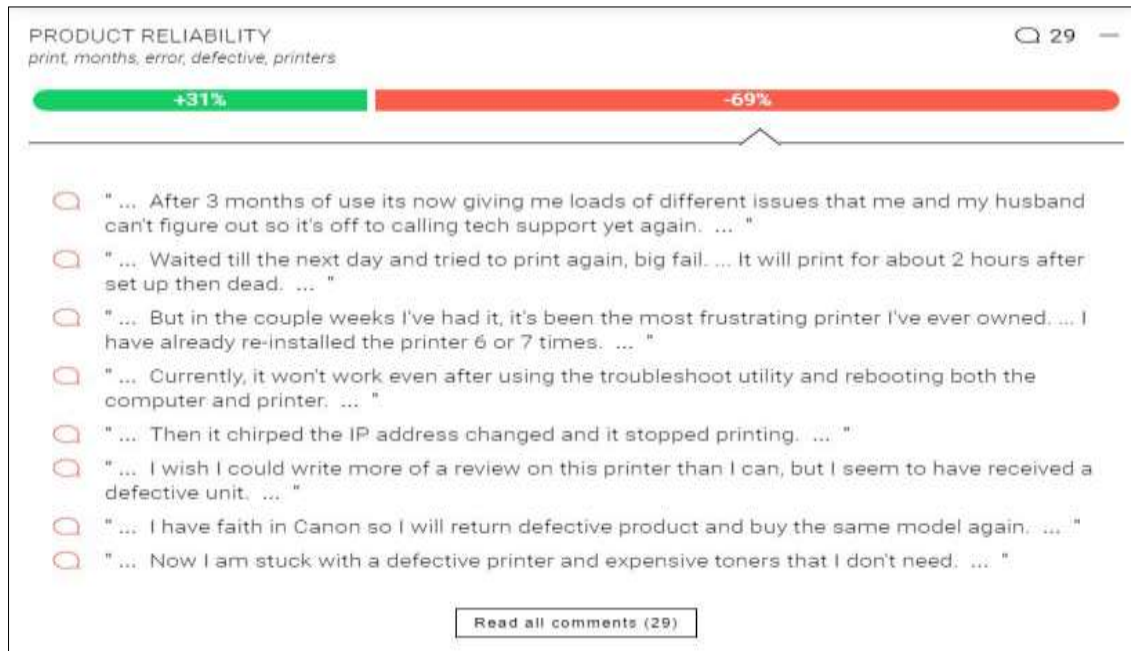 PRODUCT RELIABILITY
29
print, months, error, defective, printers
+31%
-69%
" ... After 3 months of use its now giving me loads of different issues that me and my husband
can't figure out so it's off to calling tech support yet again. ... "
" ... Waited till the next day and tried to print again, big fail. ... It will print for about 2 hours after
set up then dead. ... "
" ... But in the couple weeks I've had it, it's been the most frustrating printer I've ever owned. ... I
have already re-installed the printer 6 or 7 times. ... "
" ... Currently, it won't work even after using the troubleshoot utility and rebooting both the
computer and printer. ... "
" ... Then it chirped the IP address changed and it stopped printing. ... "
" ... I wish I could write more of a review on this printer than I can, but I seem to have received a
defective unit. ... "
" ... I have faith in Canon so I will return defective product and buy the same model again. ... "
" ... Now I am stuck with a defective printer and expensive toners that I don't need. ... "
Read all comments (29)